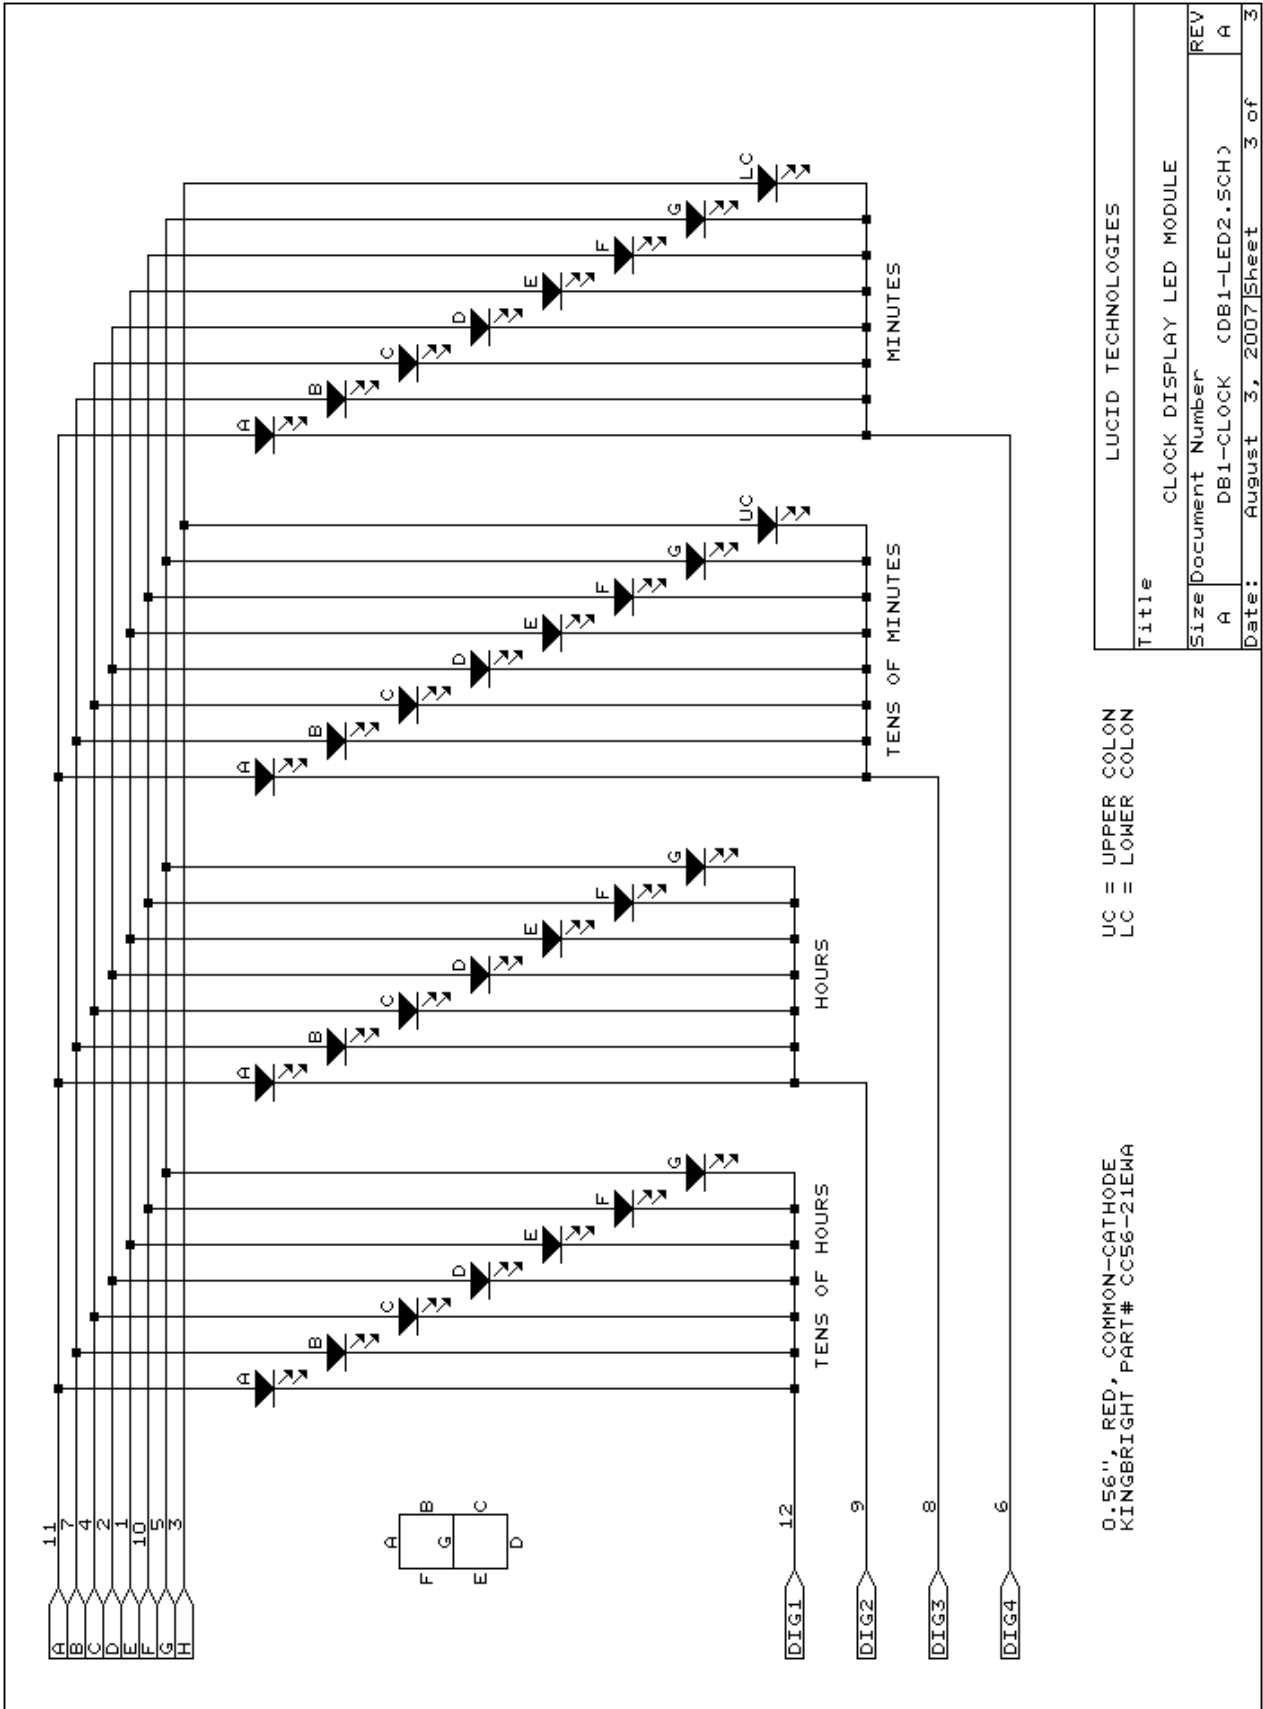 A 11
B 7
C 4
D 2
E 1
F 10
G 5
H 3
A
F B
G
E C
D
A
B
C
D
E
F
G
TENS OF HOURS
A
B
C
D
E
F
G
HOURS
A
B
C
D
E
F
G
UC
TENS OF MINUTES
A
B
C
D
E
F
G
LC
MINUTES
DIG1 12
DIG2 9
DIG3 8
DIG4 6
0.56", RED, COMMON-CATHODE
KINGBRIGHT PART# CC56-21EWA
UC = UPPER COLON
LC = LOWER COLON
LUCID TECHNOLOGIES
Title
CLOCK DISPLAY LED MODULE
Size Document Number REV
A DB1-CLOCK (DB1-LED2.SCH) A
Date: August 3, 2007 Sheet 3 of 3